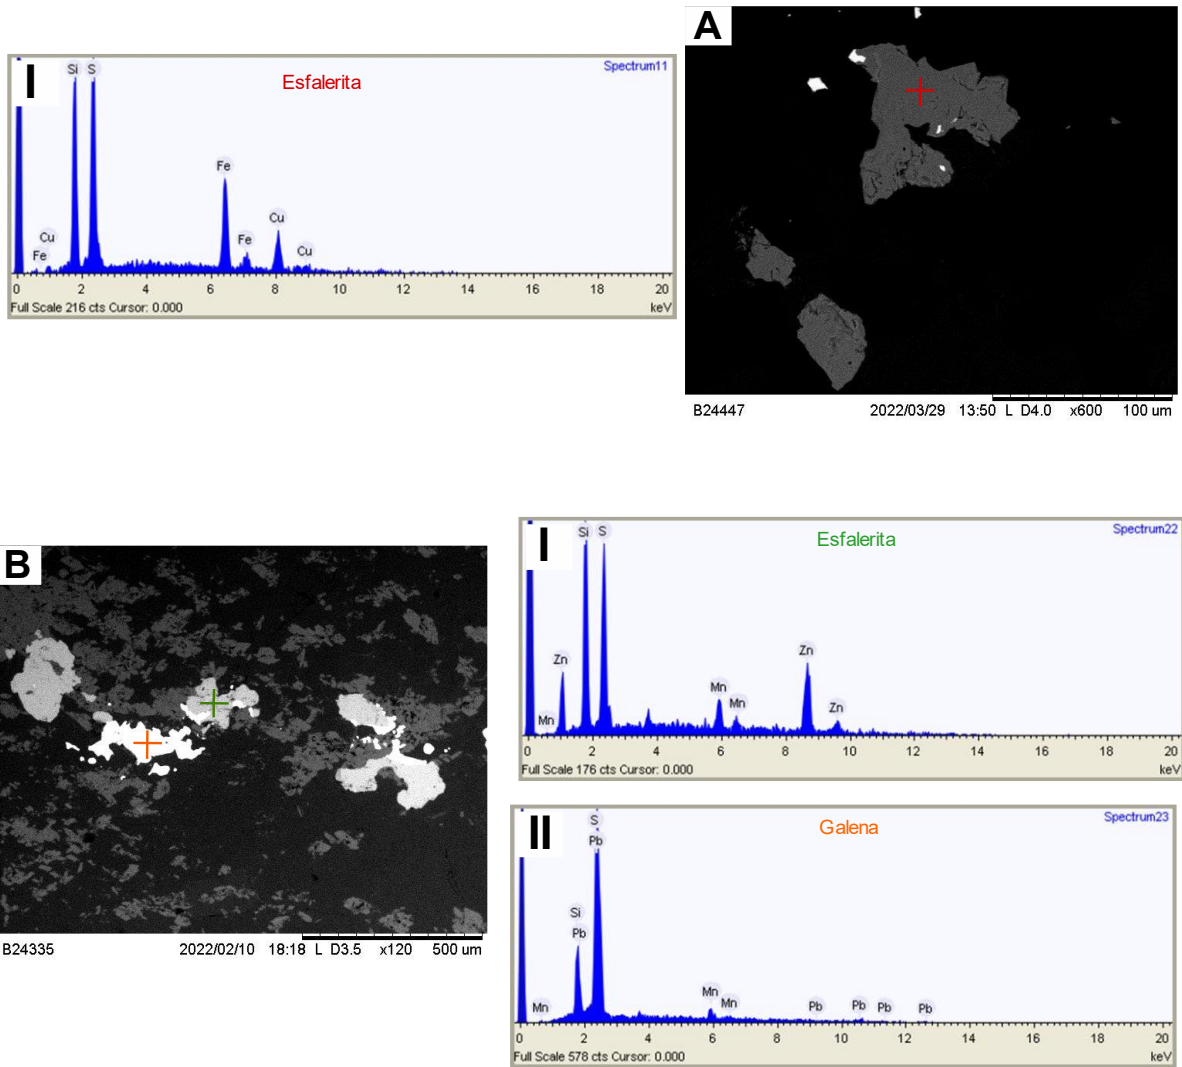 A
I
Esfalerita
Spectrum11
Si
S
Fe
Cu
Fe
Cu
Fe
Cu
0 2 4 6 8 10 12 14 16 18 20
Full Scale 216 cts Cursor: 0.000
keV
B24447 2022/03/29 13:50 L D4.0 x600 100 um
B
B24335 2022/02/10 18:18 L D3.5 x120 500 um
I
Esfalerita
Spectrum22
Si
S
Zn
Mn
Mn
Mn
Zn
Zn
0 2 4 6 8 10 12 14 16 18 20
Full Scale 176 cts Cursor: 0.000
keV
II
Galena
Spectrum23
S
Pb
Si
Pb
Mn
Mn
Mn
Pb
Pb
Pb
Pb
0 2 4 6 8 10 12 14 16 18 20
Full Scale 578 cts Cursor: 0.000
keV